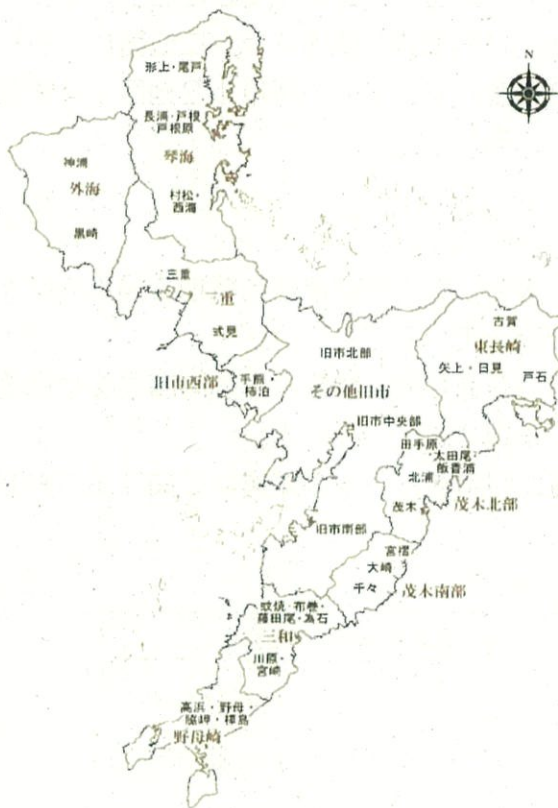 N
形上・尾戸
長浦・戸根・
戸根原
琴海
神浦
外海
村松・
西海
黒崎
三重
三重
式見
古賀
東長崎
旧市北部
矢上・日見
戸石
旧市西部
手熊・
柿泊
その他旧市
旧市中央部
田手原
太田尾・
飯香浦
北浦
茂木
茂木北部
旧市南部
宮摺
大崎
千々
茂木南部
蚊焼・布巻・
藤田尾・為石
三和
川原・
宮崎
高浜・野母・
脇岬・樺島
野母崎